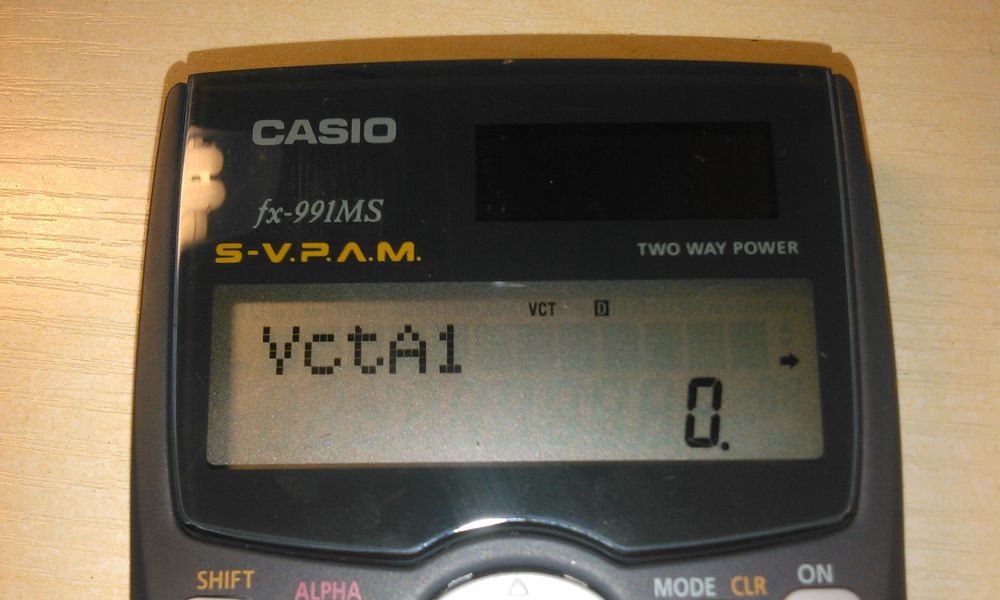 CASIO
fx-991MS
S-V.P.A.M.
TWO WAY POWER
VCT D
VctA1
0.
SHIFT ALPHA MODE CLR ON